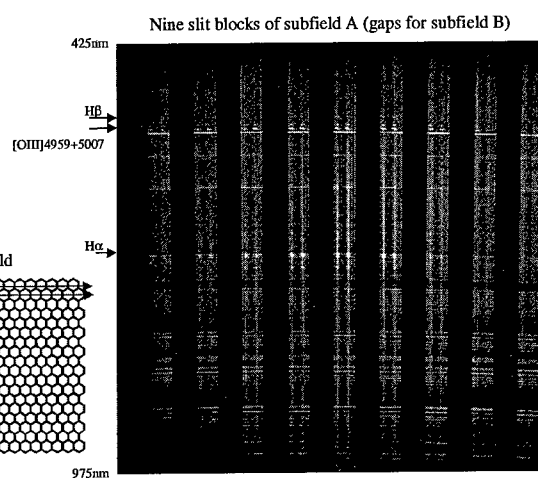 Nine slit blocks of subfield A (gaps for subfield B)
425nm
Hβ
[OIII]4959+5007
Hα
975nm